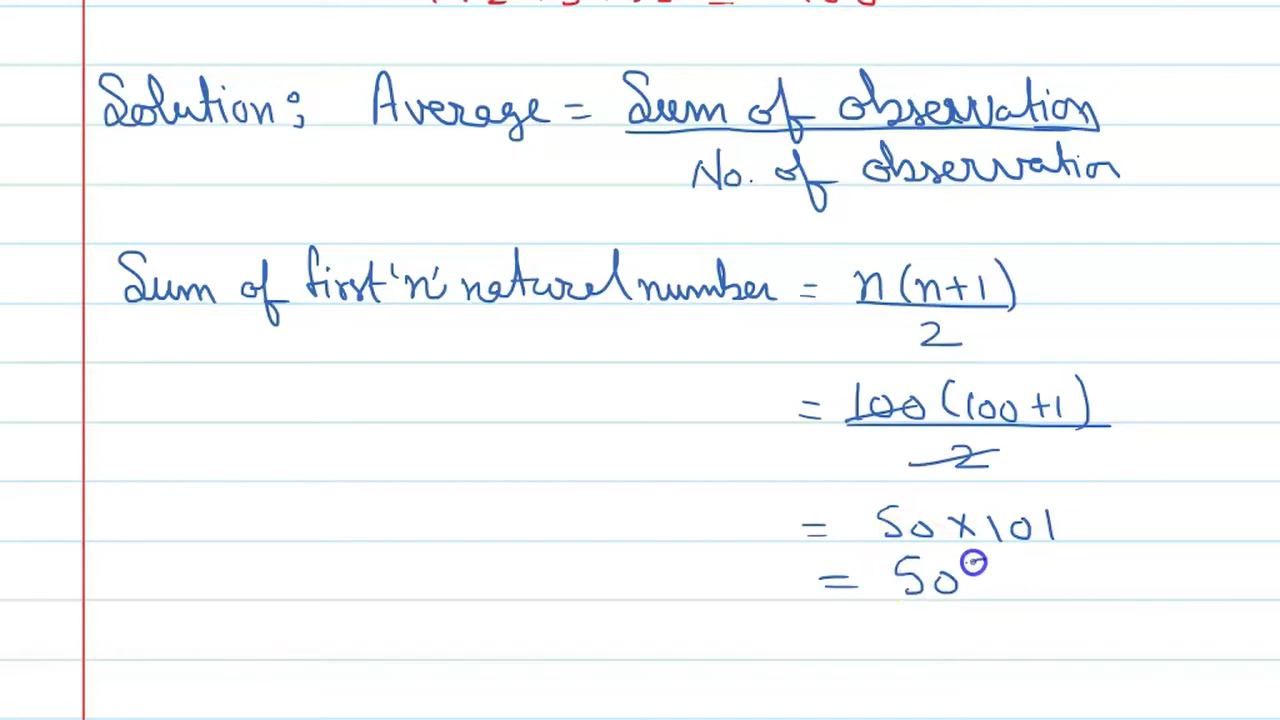 Solution: Average = Sum of observation
No. of observation
Sum of first 'n' natural number = n(n+1)
2
= 100 (100+1)
2
= 50 × 101
= 50